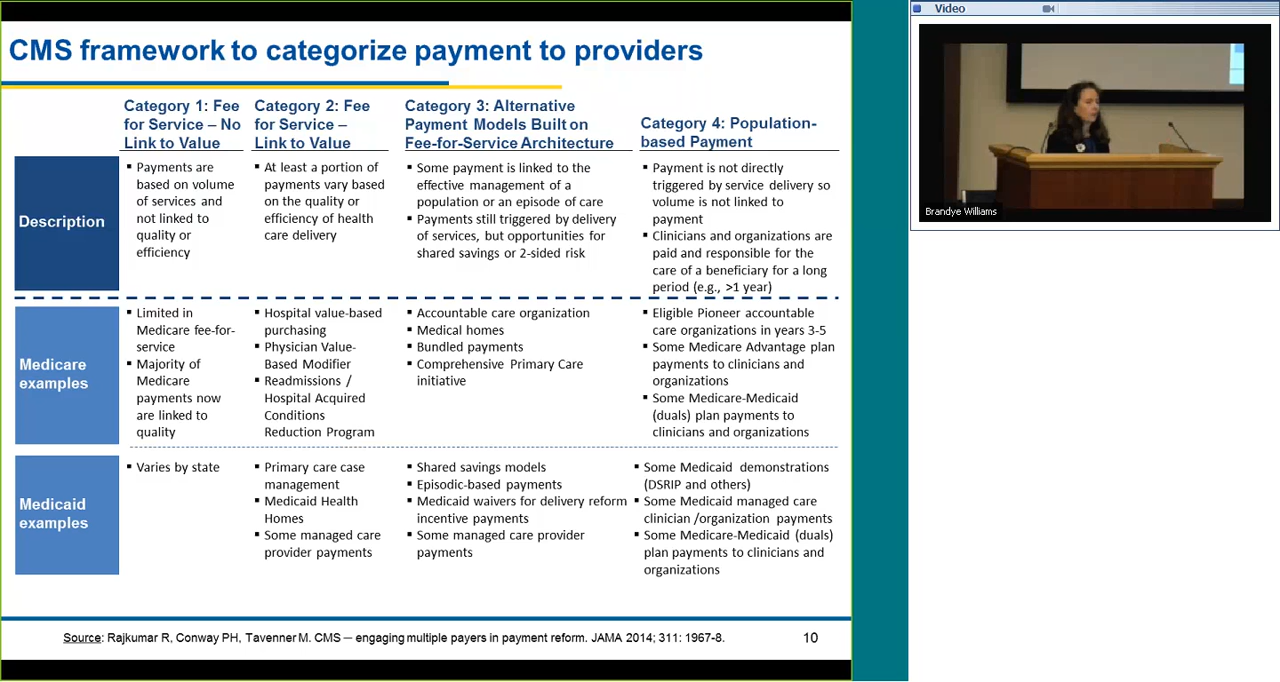 CMS framework to categorize payment to providers
Category 1: Fee
for Service – No
Link to Value
Category 2: Fee
for Service –
Link to Value
Category 3: Alternative
Payment Models Built on
Fee-for-Service Architecture
Category 4: Population-
based Payment
Description
▪ Payments are
based on volume
of services and
not linked to
quality or
efficiency
▪ At least a portion of
payments vary based
on the quality or
efficiency of health
care delivery
▪ Some payment is linked to the
effective management of a
population or an episode of care
▪ Payments still triggered by delivery
of services, but opportunities for
shared savings or 2-sided risk
▪ Payment is not directly
triggered by service delivery so
volume is not linked to
payment
▪ Clinicians and organizations are
paid and responsible for the
care of a beneficiary for a long
period (e.g., >1 year)
Medicare
examples
▪ Limited in
Medicare fee-for-
service
▪ Majority of
Medicare
payments now
are linked to
quality
▪ Hospital value-based
purchasing
▪ Physician Value-
Based Modifier
▪ Readmissions /
Hospital Acquired
Conditions
Reduction Program
▪ Accountable care organization
▪ Medical homes
▪ Bundled payments
▪ Comprehensive Primary Care
initiative
▪ Eligible Pioneer accountable
care organizations in years 3-5
▪ Some Medicare Advantage plan
payments to clinicians and
organizations
▪ Some Medicare-Medicaid
(duals) plan payments to
clinicians and organizations
Medicaid
examples
▪ Varies by state
▪ Primary care case
management
▪ Medicaid Health
Homes
▪ Some managed care
provider payments
▪ Shared savings models
▪ Episodic-based payments
▪ Medicaid waivers for delivery reform
incentive payments
▪ Some managed care provider
payments
▪ Some Medicaid demonstrations
(DSRIP and others)
▪ Some Medicaid managed care
clinician /organization payments
▪ Some Medicare-Medicaid (duals)
plan payments to clinicians and
organizations
Source: Rajkumar R, Conway PH, Tavenner M. CMS — engaging multiple payers in payment reform. JAMA 2014; 311: 1967-8.
10
Video
Brandye Williams